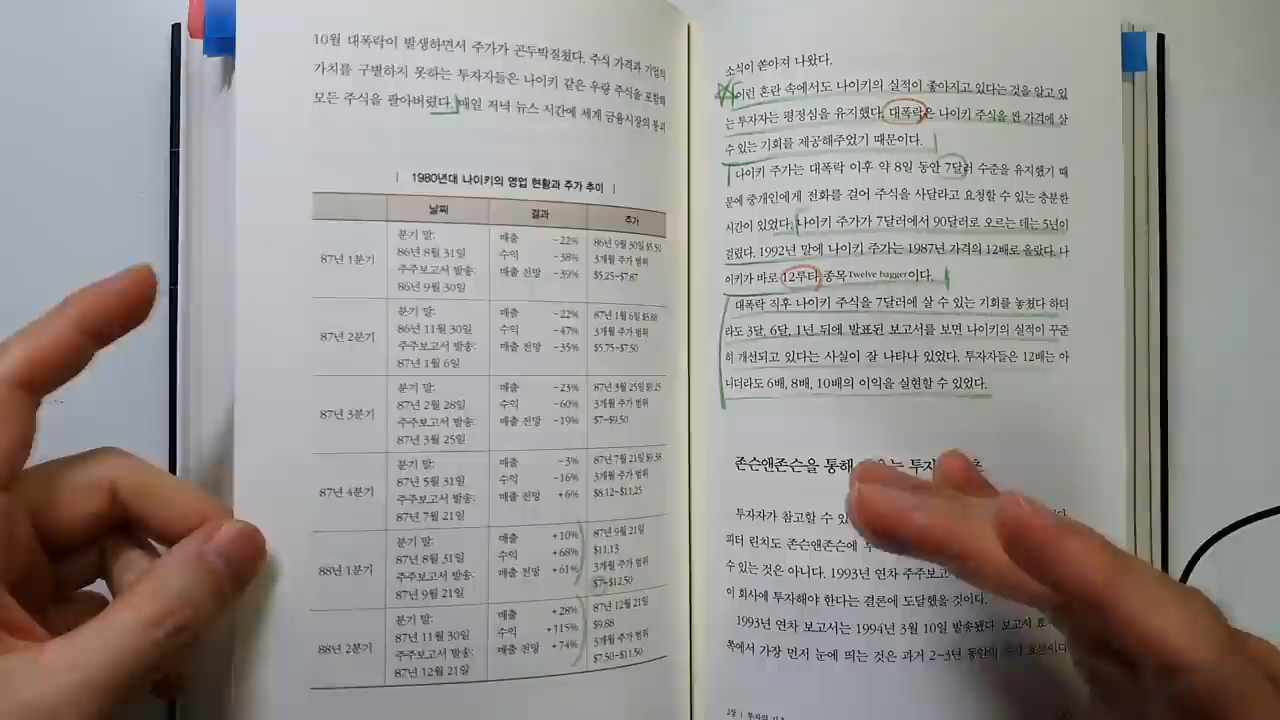 10월 대폭락이 발생하면서 주가가 곤두박질쳤다. 주식 가격과 기업의
가치를 구별하지 못하는 투자자들은 나이키 같은 우량 주식을 포함해
모든 주식을 팔아버렸다. 매일 저녁 뉴스 시간에 세계 금융시장의 붕괴
1980년대 나이키의 영업 현황과 주가 추이
날짜 결과 주가
87년 1분기
분기 말:
86년 8월 31일
주주보고서 발송:
86년 9월 30일
매출 -22%
수익 -38%
매출 전망 -39%
86년 9월 30일 $5.50
3개월 주가 범위
$5.25-$7.87
87년 2분기
분기 말:
86년 11월 30일
주주보고서 발송:
87년 1월 6일
매출 -22%
수익 -47%
매출 전망 -35%
87년 1월 6일 $5.88
3개월 주가 범위
$5.75-$7.50
87년 3분기
분기 말:
87년 2월 28일
주주보고서 발송:
87년 3월 25일
매출 -23%
수익 -60%
매출 전망 -19%
87년 3월 25일
3개월 주가 범위
$7-$9.50
87년 4분기
분기 말:
87년 5월 31일
주주보고서 발송:
87년 7월 21일
매출 -3%
수익 -16%
매출 전망 +6%
87년 7월 21일
3개월 주가 범위
$8.12-$11.25
88년 1분기
분기 말:
87년 8월 31일
주주보고서 발송:
87년 9월 21일
매출 +10%
수익 +68%
매출 전망 +61%
87년 9월 21일
$11.13
3개월 주가 범위
$7-$12.50
88년 2분기
분기 말:
87년 11월 30일
주주보고서 발송:
87년 12월 21일
매출 +28%
수익 +115%
매출 전망 +74%
87년 12월 21일
$9.88
3개월 주가 범위
$7.50-$11.50
소식이 쏟아져 나왔다.
이런 혼란 속에서도 나이키의 실적이 좋아지고 있다는 것을 알고 있
는 투자자는 평정심을 유지했다. 대폭락은 나이키 주식을 싼 가격에 살
수 있는 기회를 제공해주었기 때문이다.
나이키 주가는 대폭락 이후 약 8일 동안 7달러 수준을 유지했기 때
문에 중개인에게 전화를 걸어 주식을 사달라고 요청할 수 있는 충분한
시간이 있었다. 나이키 주가가 7달러에서 90달러로 오르는 데는 5년이
걸렸다. 1992년 말에 나이키 주가는 1987년 가격의 12배로 올랐다. 나
이키가 바로 12루타 종목Twelve bagger이다.
대폭락 직후 나이키 주식을 7달러에 살 수 있는 기회를 놓쳤다 하더
라도 3달, 6달, 1년 뒤에 발표된 보고서를 보면 나이키의 실적이 꾸준
히 개선되고 있다는 사실이 잘 나타나 있었다. 투자자들은 12배는 아
니더라도 6배, 8배, 10배의 이익을 실현할 수 있었다.
존슨앤존슨을 통해 는 투자
투자자가 참고할 수 있
피터 린치도 존슨앤존슨에
수 있는 것은 아니다. 1993년 연차 주주보고
이 회사에 투자해야 한다는 결론에 도달했을 것이다.
1993년 연차 보고서는 1994년 3월 10일 발송됐다. 보고서
쪽에서 가장 먼저 눈에 띄는 것은 과거 2~3년 동안의
2장 | 투자의